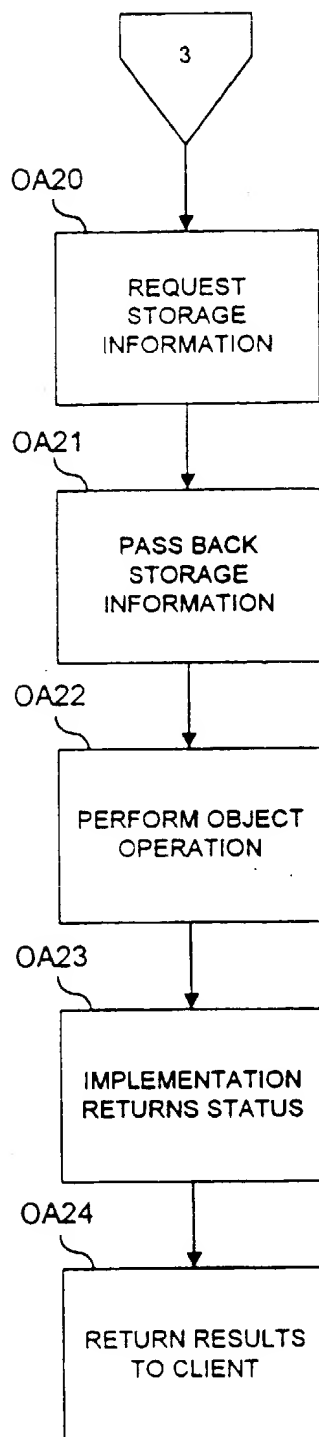 3
OA20
REQUEST
STORAGE
INFORMATION
OA21
PASS BACK
STORAGE
INFORMATION
OA22
PERFORM OBJECT
OPERATION
OA23
IMPLEMENTATION
RETURNS STATUS
OA24
RETURN RESULTS
TO CLIENT